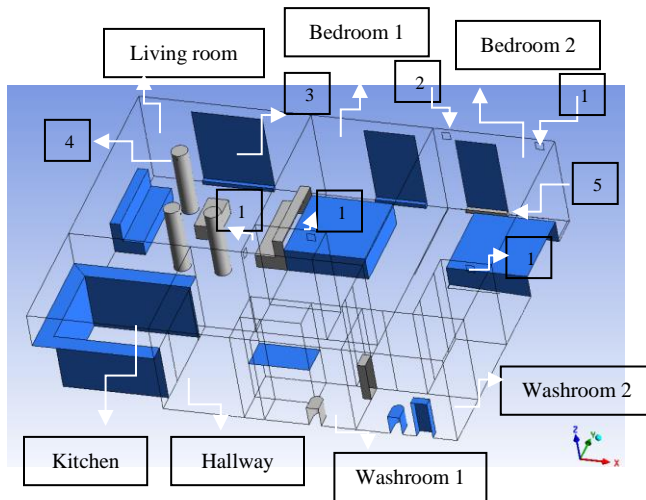 Living room
Bedroom 1
Bedroom 2
2
1
3
4
5
1
1
1
Washroom 2
Kitchen
Hallway
Washroom 1
Z
Y
X